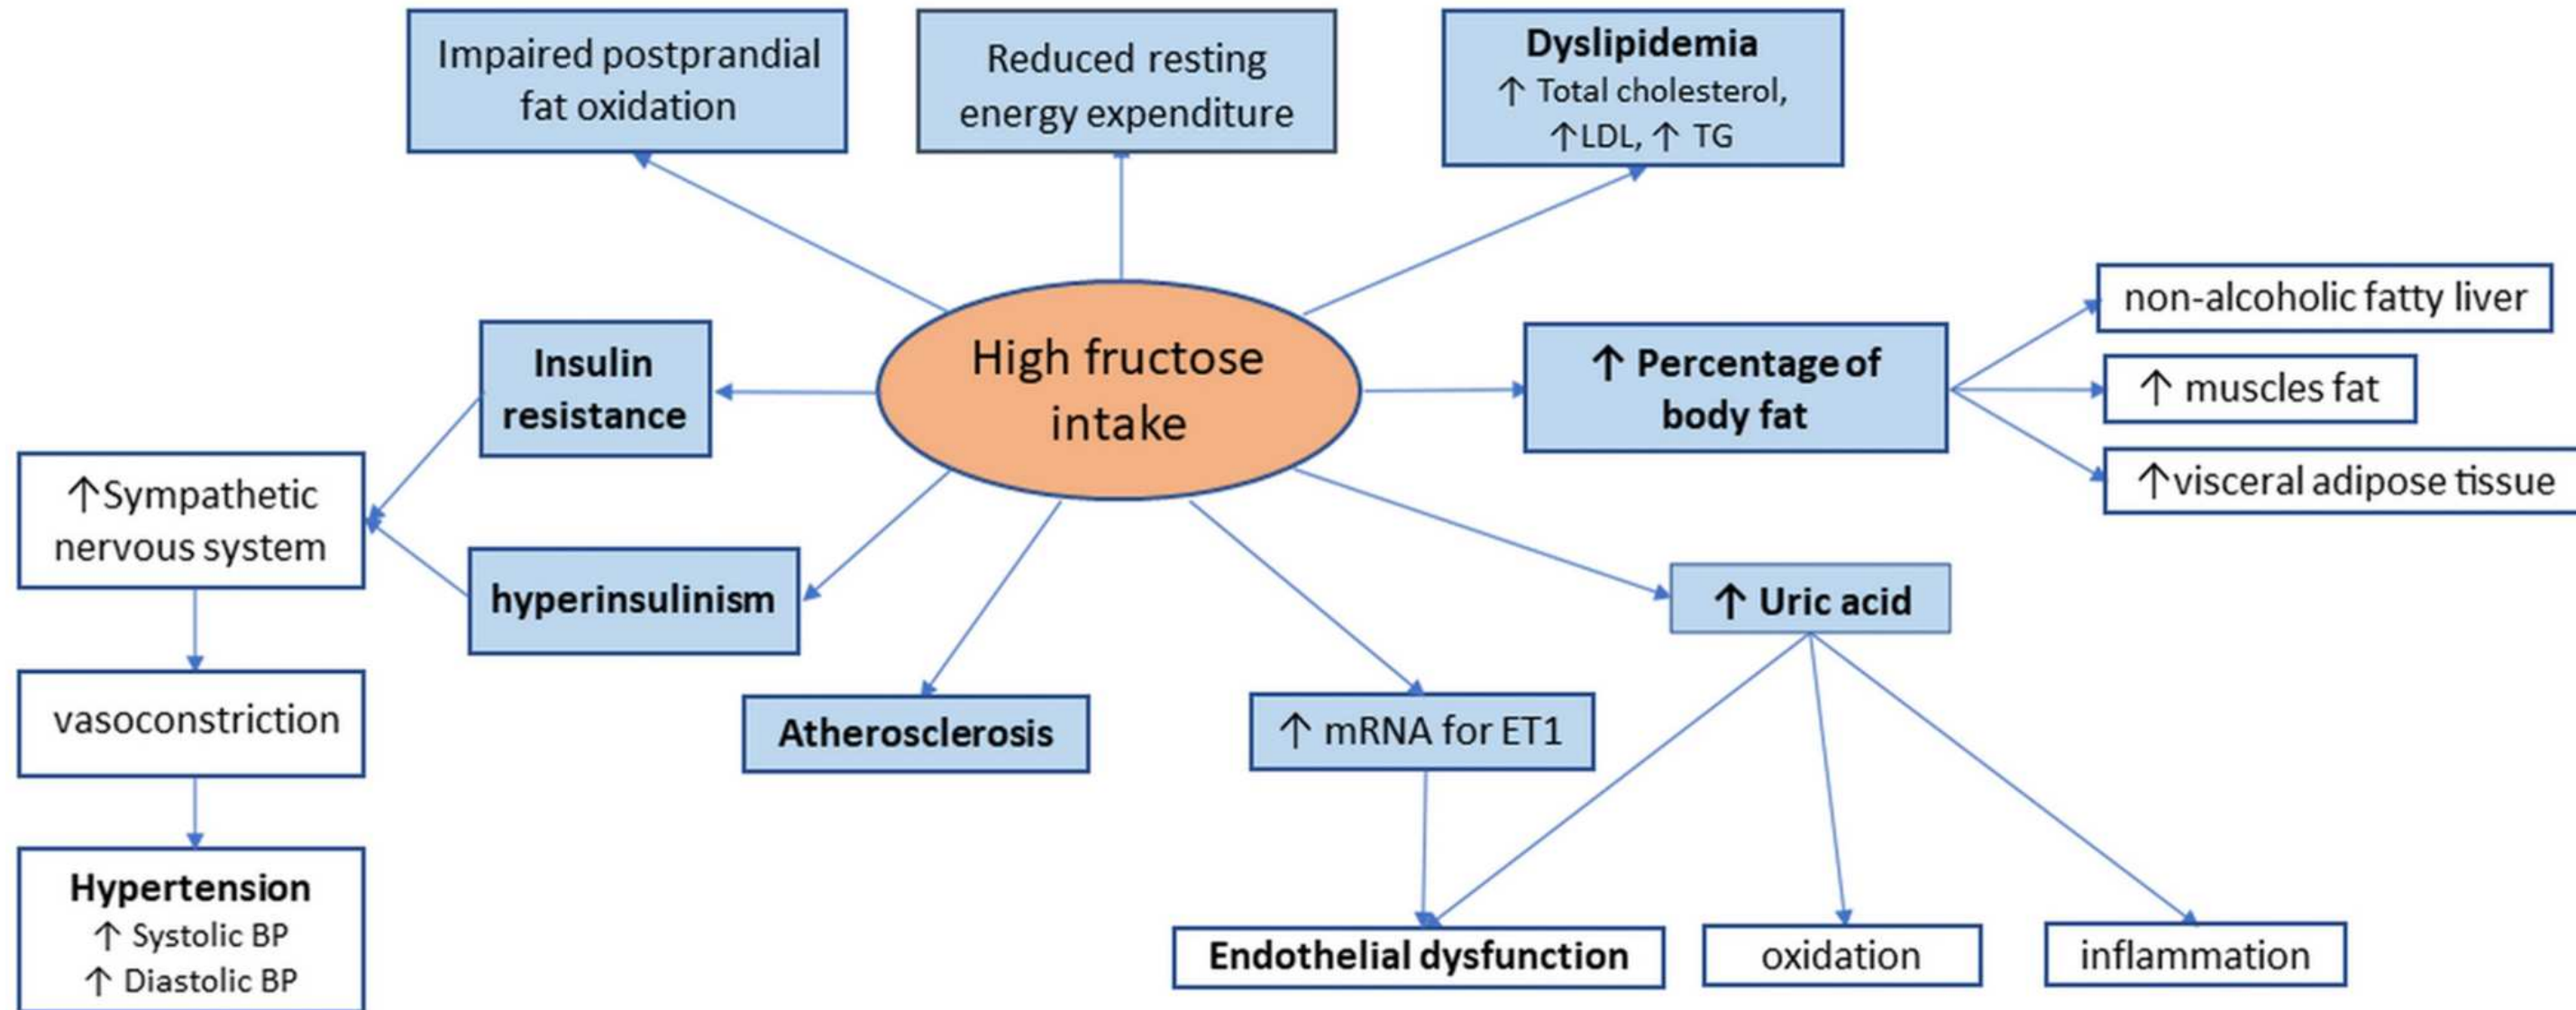 Impaired postprandial
fat oxidation
Reduced resting
energy expenditure
Dyslipidemia
↑ Total cholesterol,
↑LDL, ↑ TG
High fructose
intake
Insulin
resistance
↑ Percentage of
body fat
non-alcoholic fatty liver
↑ muscles fat
↑visceral adipose tissue
↑Sympathetic
nervous system
hyperinsulinism
↑ Uric acid
vasoconstriction
Atherosclerosis
↑ mRNA for ET1
Hypertension
↑ Systolic BP
↑ Diastolic BP
Endothelial dysfunction
oxidation
inflammation